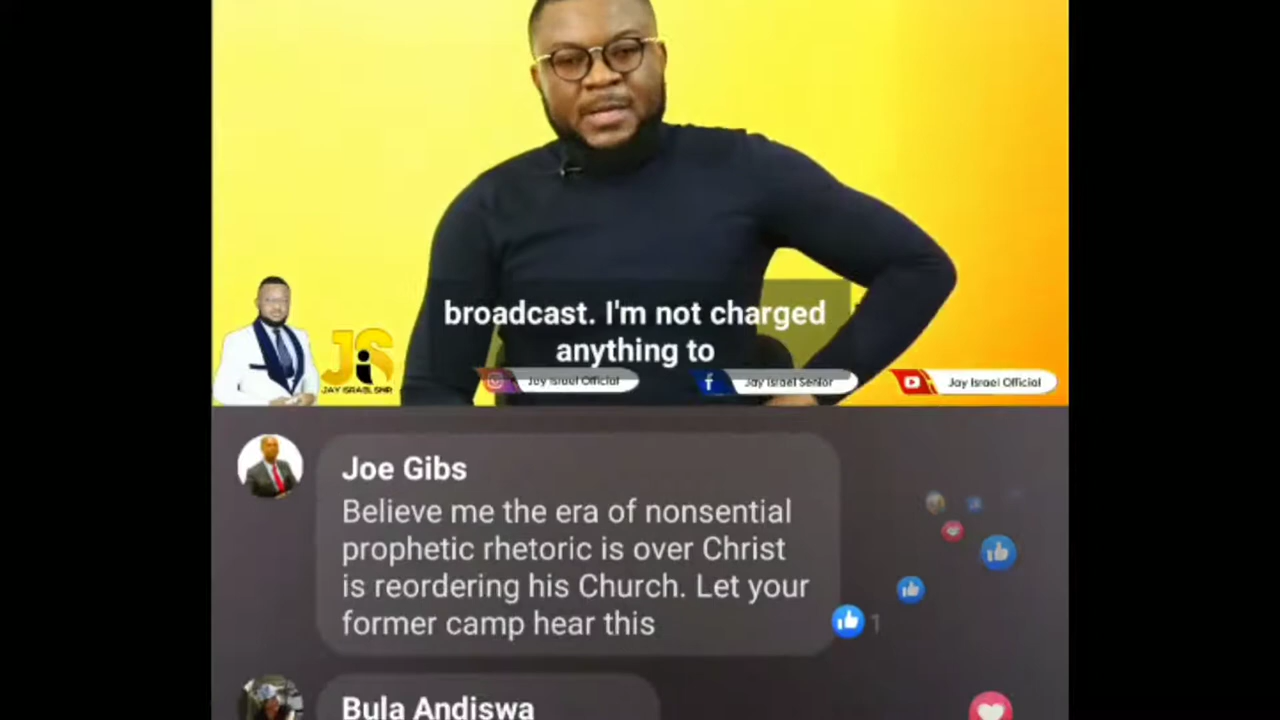 broadcast. I'm not charged
anything to
JS
JAY ISRAEL SNR
Jay Israel Official
Jay Israel Senior
Jay Israel Official
Joe Gibs
Believe me the era of nonsential
prophetic rhetoric is over Christ
is reordering his Church. Let your
former camp hear this
1
Bula Andiswa